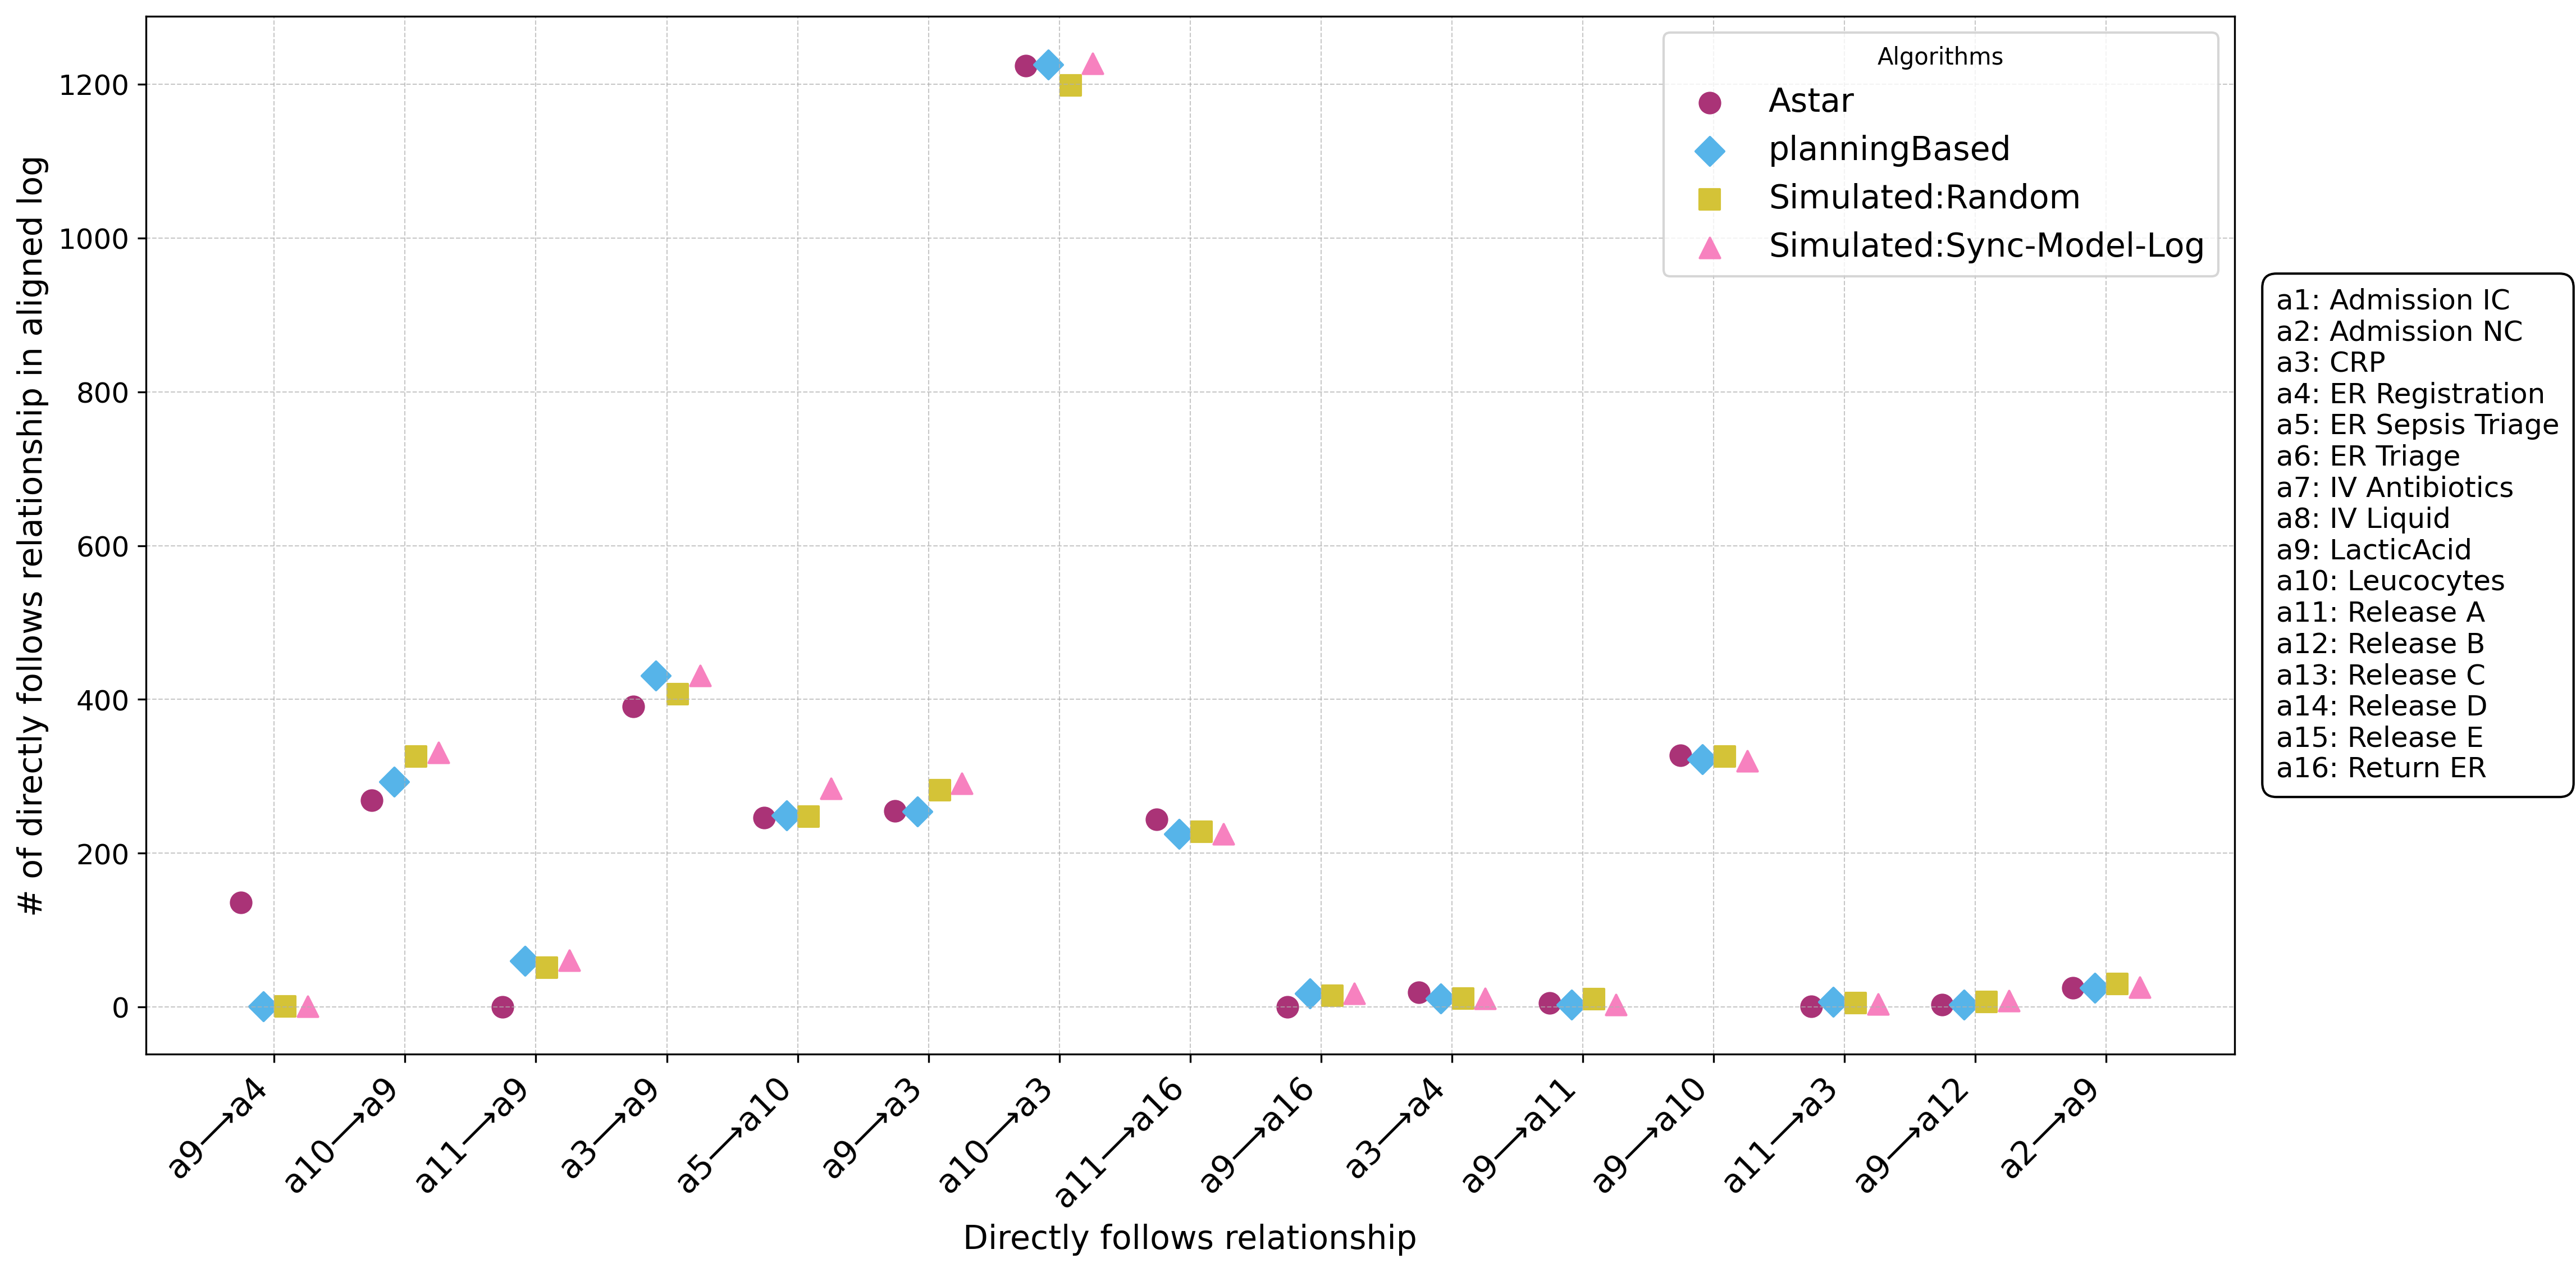 # of directly follows relationship in aligned log
1200
1000
800
600
400
200
0
Algorithms
Astar
planningBased
Simulated:Random
Simulated:Sync-Model-Log
a1: Admission IC
a2: Admission NC
a3: CRP
a4: ER Registration
a5: ER Sepsis Triage
a6: ER Triage
a7: IV Antibiotics
a8: IV Liquid
a9: LacticAcid
a10: Leucocytes
a11: Release A
a12: Release B
a13: Release C
a14: Release D
a15: Release E
a16: Return ER
a9→a4
a10→a9
a11→a9
a3→a9
a5→a10
a9→a3
a10→a3
a11→a16
a9→a16
a3→a4
a9→a11
a9→a10
a11→a3
a9→a12
a2→a9
Directly follows relationship